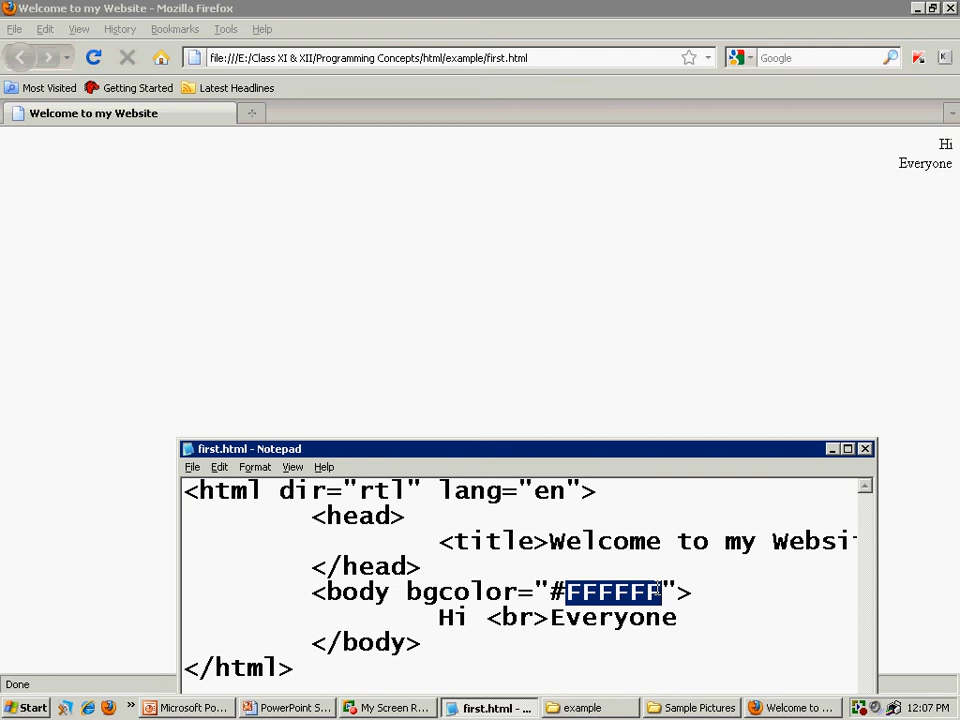 Welcome to my Website - Mozilla Firefox
File Edit View History Bookmarks Tools Help
file:///E:/Class XI & XII/Programming Concepts/html/example/first.html
Google
Most Visited Getting Started Latest Headlines
Welcome to my Website
Hi
Everyone
first.html - Notepad
File Edit Format View Help
<html dir="rtl" lang="en">
<head>
<title>Welcome to my Websi
</head>
<body bgcolor="#FFFFFF">
Hi <br>Everyone
</body>
</html>
Done
Start » Microsoft Po... PowerPoint S... My Screen R... first.html - ... example Sample Pictures Welcome to ... 12:07 PM